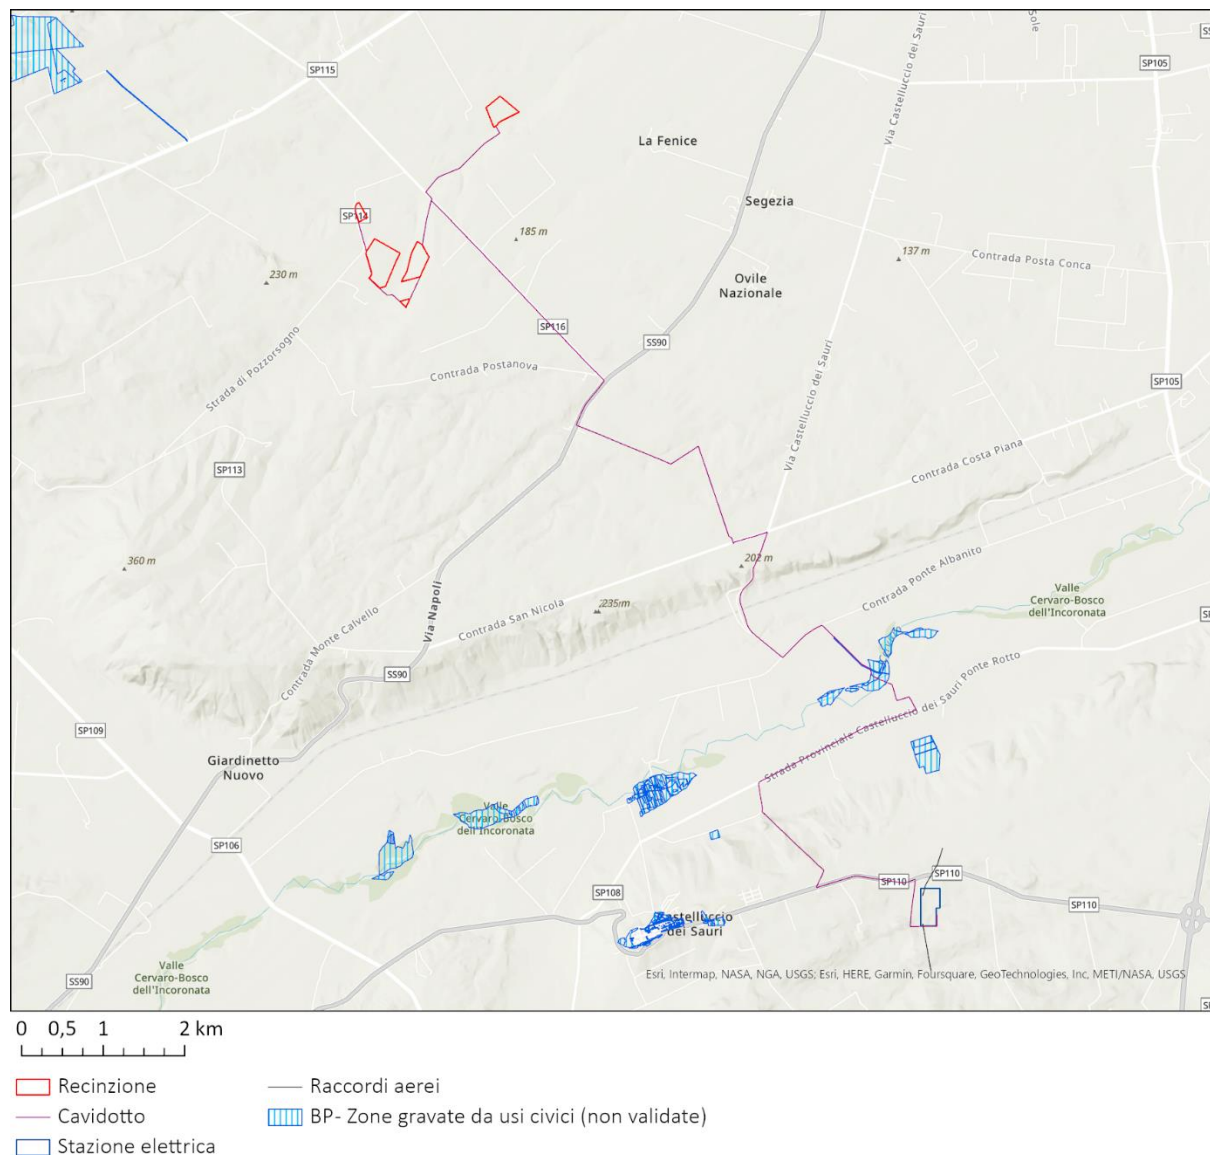 Sole
SS
SP115
SP105
Via Castelluccio dei Sauri
La Fenice
Segezia
SP114
185 m
137 m
Contrada Posta Conca
230 m
Ovile
Nazionale
SP116
SS90
Strada di Pozzorsogno
Contrada Postanova
SP105
Via Castelluccio dei Sauri
Contrada Costa Piana
SP113
360 m
202 m
Contrada Ponte Albanito
Valle
Cervaro-Bosco
dell'Incoronata
235m
Via Napoli
Contrada San Nicola
Contrada Monte Calvello
SS90
Strada Provinciale Castelluccio dei Sauri Ponte Rotto
SP109
Giardinetto
Nuovo
Valle
Cervaro-Bosco
dell'Incoronata
SP106
SP110
SP110
SP108
SP110
Castelluccio
dei Sauri
Valle
Cervaro-Bosco
dell'Incoronata
SS90
Esri, Intermap, NASA, NGA, USGS; Esri, HERE, Garmin, Foursquare, GeoTechnologies, Inc, METI/NASA, USGS
0 0,5 1 2 km
Recinzione
Cavidotto
Stazione elettrica
Raccordi aerei
BP- Zone gravate da usi civici (non validate)